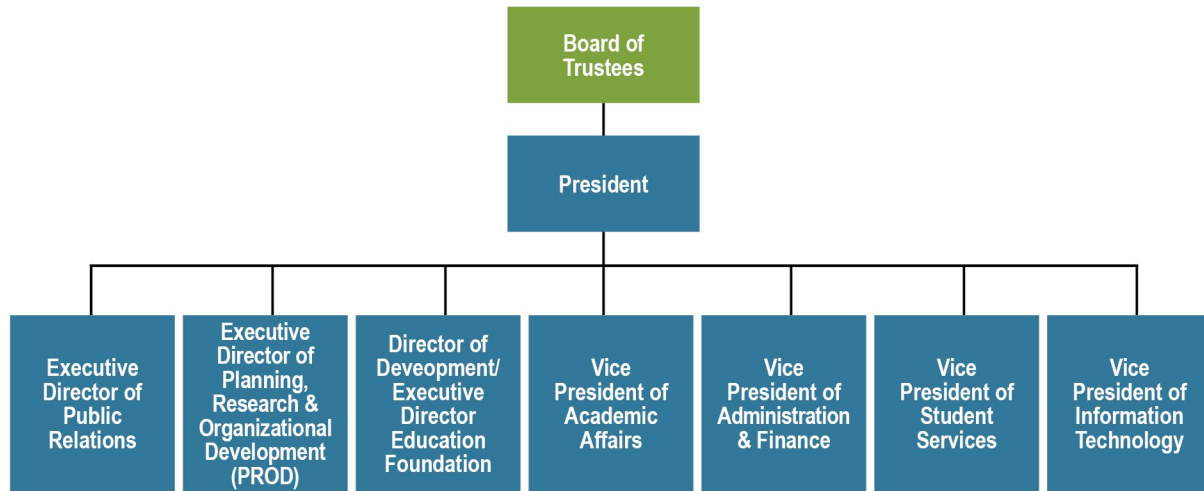 Board of
Trustees
President
Executive
Director of
Public
Relations
Executive
Director of
Planning,
Research &
Organizational
Development
(PROD)
Director of
Deveopment/
Executive
Director
Education
Foundation
Vice
President of
Academic
Affairs
Vice
President of
Administration
& Finance
Vice
President of
Student
Services
Vice
President of
Information
Technology